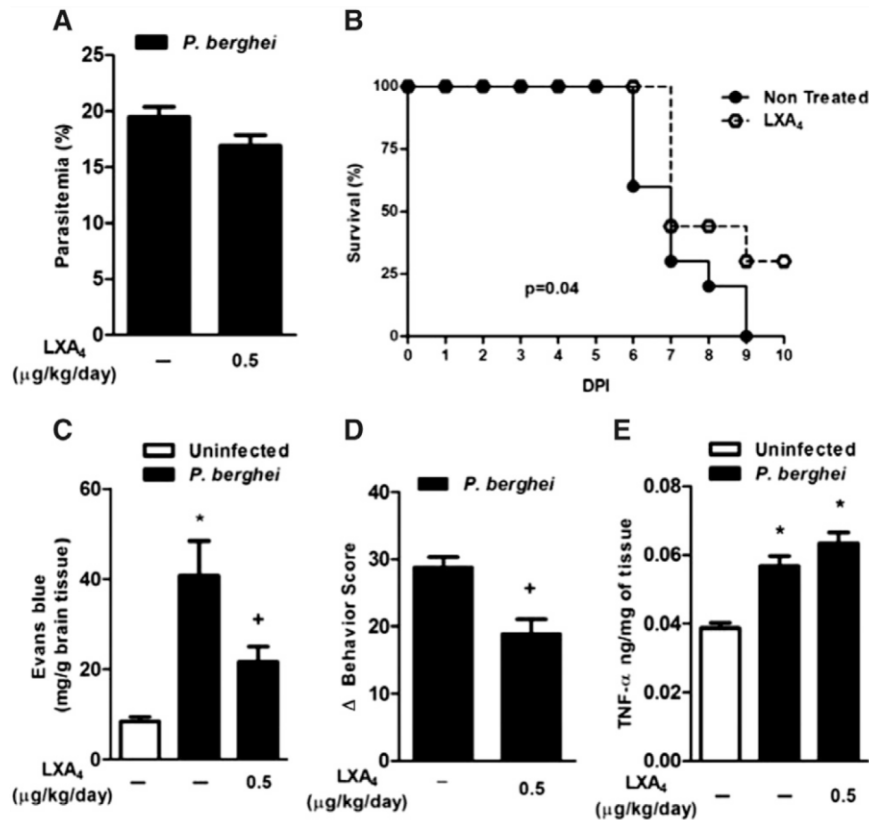 A
P. berghei
25
20
15
10
5
0
Parasitemia (%)
LXA₄
(µg/kg/day)
–
0.5
B
100
75
50
25
0
Survival (%)
Non Treated
LXA₄
p=0.04
0 1 2 3 4 5 6 7 8 9 10
DPI
C
Uninfected
P. berghei
60
40
20
0
Evans blue
(mg/g brain tissue)
*
+
LXA₄
(µg/kg/day)
– – 0.5
D
P. berghei
40
30
20
10
0
Δ Behavior Score
+
LXA₄
(µg/kg/day)
– 0.5
E
Uninfected
P. berghei
0.08
0.06
0.04
0.02
0.00
TNF-α ng/mg of tissue
* *
LXA₄
(µg/kg/day)
– – 0.5